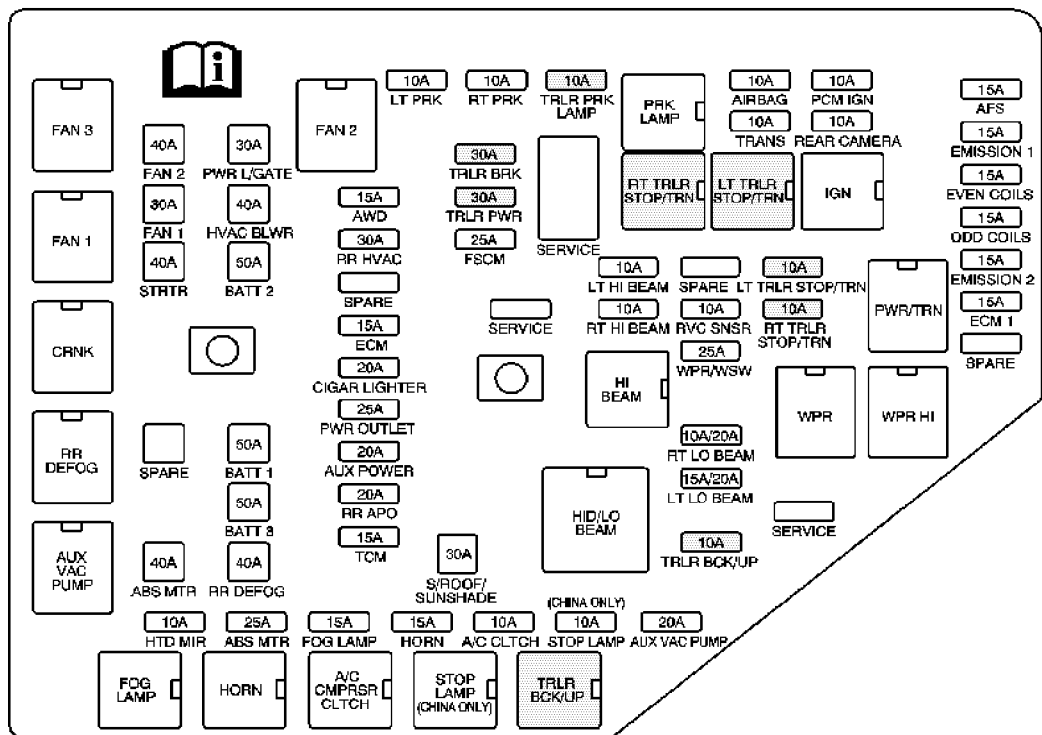 i
10A
LT PRK
10A
RT PRK
10A
TRLR PRK
LAMP
10A
AIRBAG
10A
PCM IGN
10A
TRANS
10A
REAR CAMERA
15A
AFS
15A
EMISSION 1
15A
EVEN COILS
15A
ODD COILS
15A
EMISSION 2
15A
ECM 1
SPARE
FAN 3
FAN 2
PRK
LAMP
40A
FAN 2
30A
PWR L/GATE
30A
TRLR BRK
RT TRLR
STOP/TRN
LT TRLR
STOP/TRN
IGN
FAN 1
30A
FAN 1
40A
HVAC BLWR
15A
AWD
30A
TRLR PWR
40A
STRTR
50A
BATT 2
30A
RR HVAC
25A
FSCM
SERVICE
SPARE
10A
LT HI BEAM
SPARE
10A
LT TRLR STOP/TRN
PWR/TRN
SERVICE
10A
RT HI BEAM
10A
RVC SNSR
10A
RT TRLR
STOP/TRN
CRNK
15A
ECM
25A
WPR/WSW
20A
CIGAR LIGHTER
HI
BEAM
WPR
WPR HI
25A
PWR OUTLET
RR
DEFOG
SPARE
50A
BATT 1
20A
AUX POWER
10A/20A
RT LO BEAM
20A
RR APO
15A/20A
LT LO BEAM
50A
BATT 3
HID/LO
BEAM
SERVICE
15A
TCM
10A
TRLR BCK/UP
AUX
VAC
PUMP
40A
ABS MTR
40A
RR DEFOG
30A
S/ROOF/
SUNSHADE
10A
HTD MIR
25A
ABS MTR
15A
FOG LAMP
15A
HORN
10A
A/C CLTCH
(CHINA ONLY)
10A
STOP LAMP
20A
AUX VAC PUMP
FOG
LAMP
HORN
A/C
CMPRSR
CLTCH
STOP
LAMP
(CHINA ONLY)
TRLR
BCK/UP